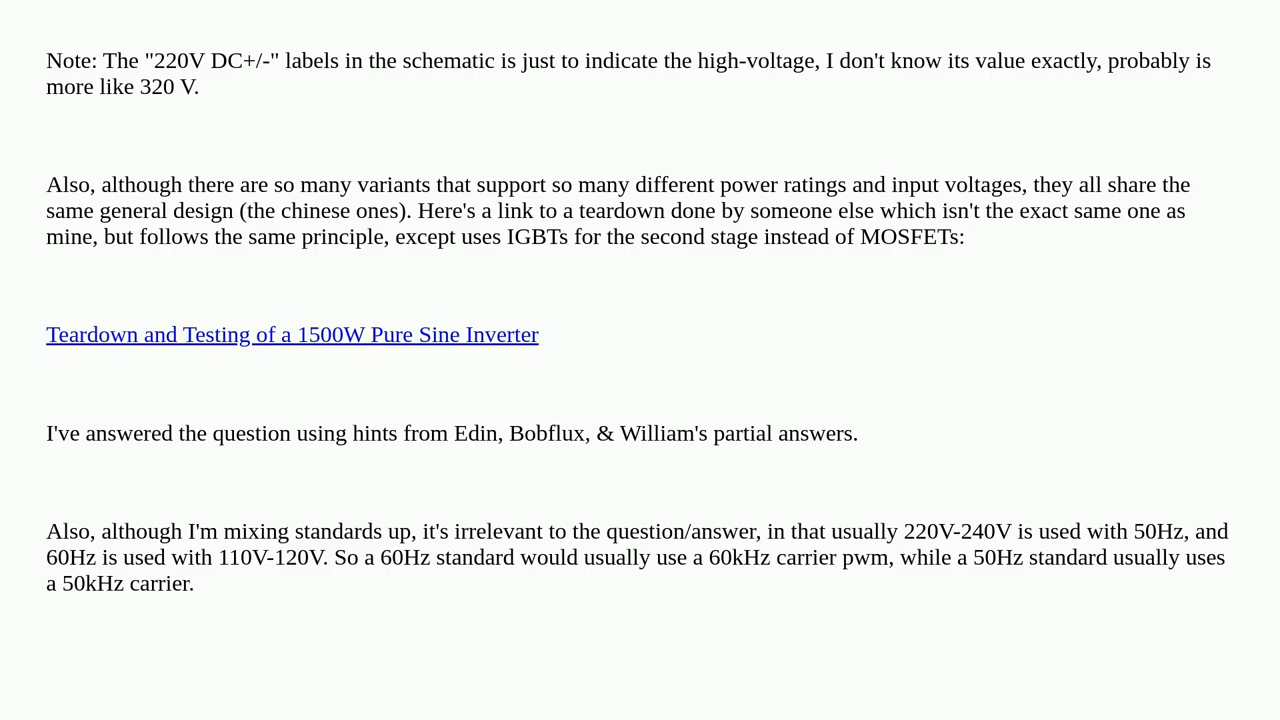 Note: The "220V DC+/-" labels in the schematic is just to indicate the high-voltage, I don't know its value exactly, probably is
more like 320 V.
Also, although there are so many variants that support so many different power ratings and input voltages, they all share the
same general design (the chinese ones). Here's a link to a teardown done by someone else which isn't the exact same one as
mine, but follows the same principle, except uses IGBTs for the second stage instead of MOSFETs:
Teardown and Testing of a 1500W Pure Sine Inverter
I've answered the question using hints from Edin, Bobflux, & William's partial answers.
Also, although I'm mixing standards up, it's irrelevant to the question/answer, in that usually 220V-240V is used with 50Hz, and
60Hz is used with 110V-120V. So a 60Hz standard would usually use a 60kHz carrier pwm, while a 50Hz standard usually uses
a 50kHz carrier.